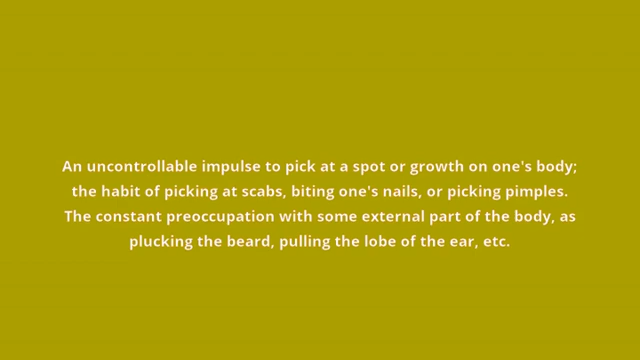 An uncontrollable impulse to pick at a spot or growth on one's body;
the habit of picking at scabs, biting one's nails, or picking pimples.
The constant preoccupation with some external part of the body, as
plucking the beard, pulling the lobe of the ear, etc.